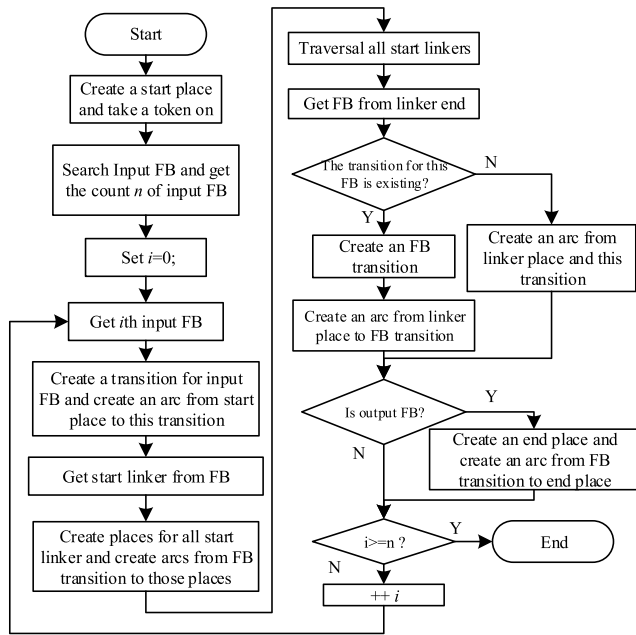 Start
Create a start place
and take a token on
Search Input FB and get
the count n of input FB
Set i=0;
Get ith input FB
Create a transition for input
FB and create an arc from start
place to this transition
Get start linker from FB
Create places for all start
linker and create arcs from FB
transition to those places
Traversal all start linkers
Get FB from linker end
The transition for this
FB is existing?
N
Y
Create an FB
transition
Create an arc from
linker place and this
transition
Create an arc from linker
place to FB transition
Is output FB?
Y
N
Create an end place and
create an arc from FB
transition to end place
i>=n ?
Y
End
N
++ i